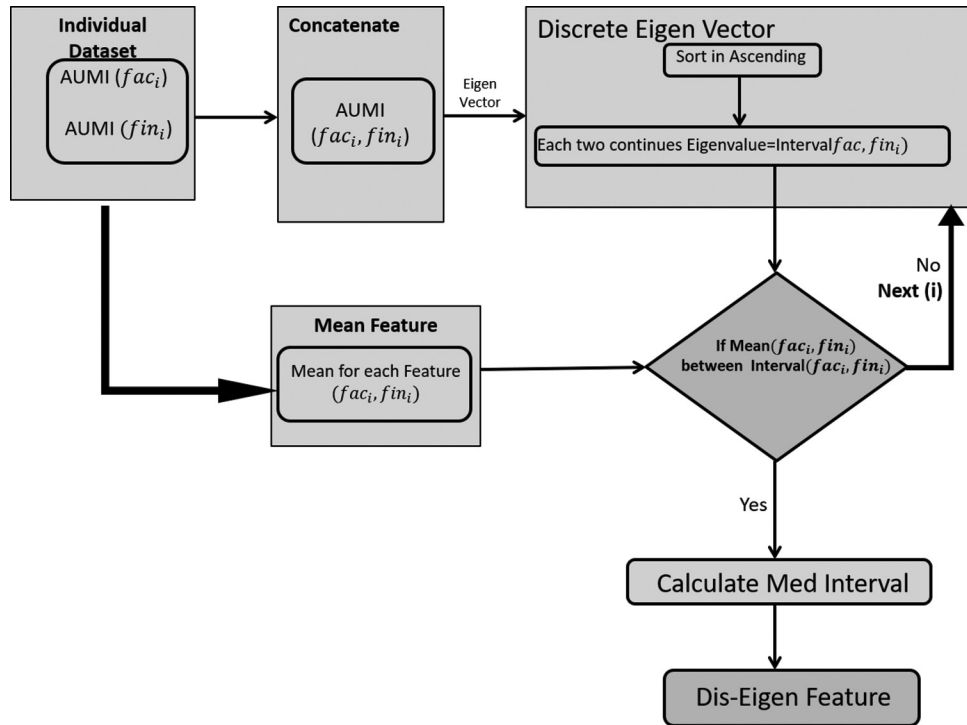 Individual
Dataset
AUMI (fac_i)
AUMI (fin_i)
Concatenate
AUMI
(fac_i, fin_i)
Eigen
Vector
Discrete Eigen Vector
Sort in Ascending
Each two continues Eigenvalue=Intervalfac, fin_i)
No
Next (i)
Mean Feature
Mean for each Feature
(fac_i, fin_i)
If Mean(fac_i, fin_i)
between Interval(fac_i, fin_i)
Yes
Calculate Med Interval
Dis-Eigen Feature